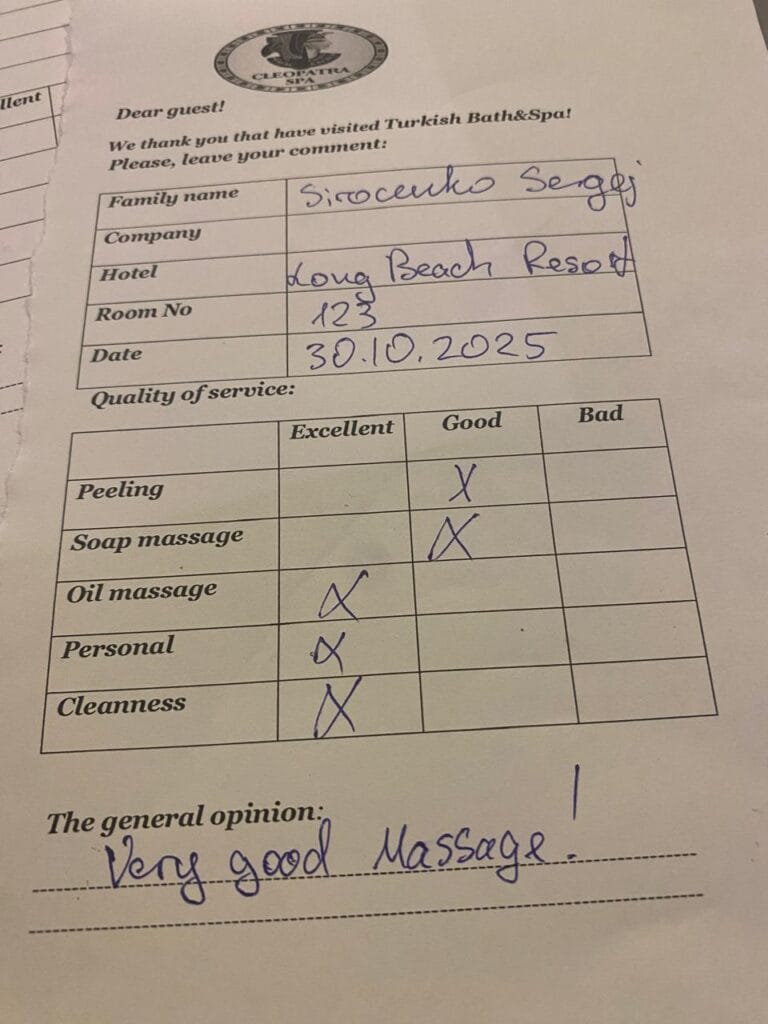 llent
CLEOPATRA
SPA
Dear guest!
We thank you that have visited Turkish Bath&Spa!
Please, leave your comment:
Family name Sirocenko Sergej
Company
Hotel Long Beach Resort
Room No 123
Date 30.10.2025
Quality of service:
Excellent Good Bad
Peeling X
Soap massage X
Oil massage X
Personal X
Cleanness X
The general opinion:
Very good Massage!